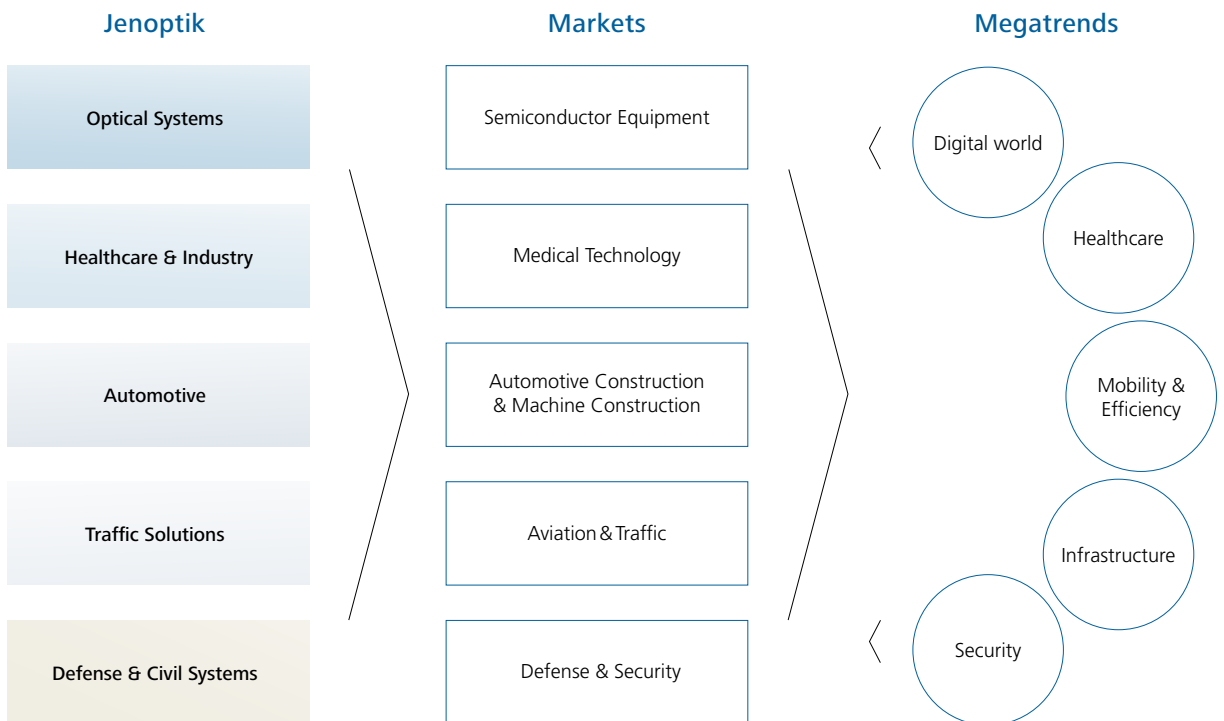 Jenoptik
Markets
Megatrends
Optical Systems
Healthcare & Industry
Automotive
Traffic Solutions
Defense & Civil Systems
Semiconductor Equipment
Medical Technology
Automotive Construction
& Machine Construction
Aviation & Traffic
Defense & Security
Digital world
Healthcare
Mobility &
Efficiency
Infrastructure
Security